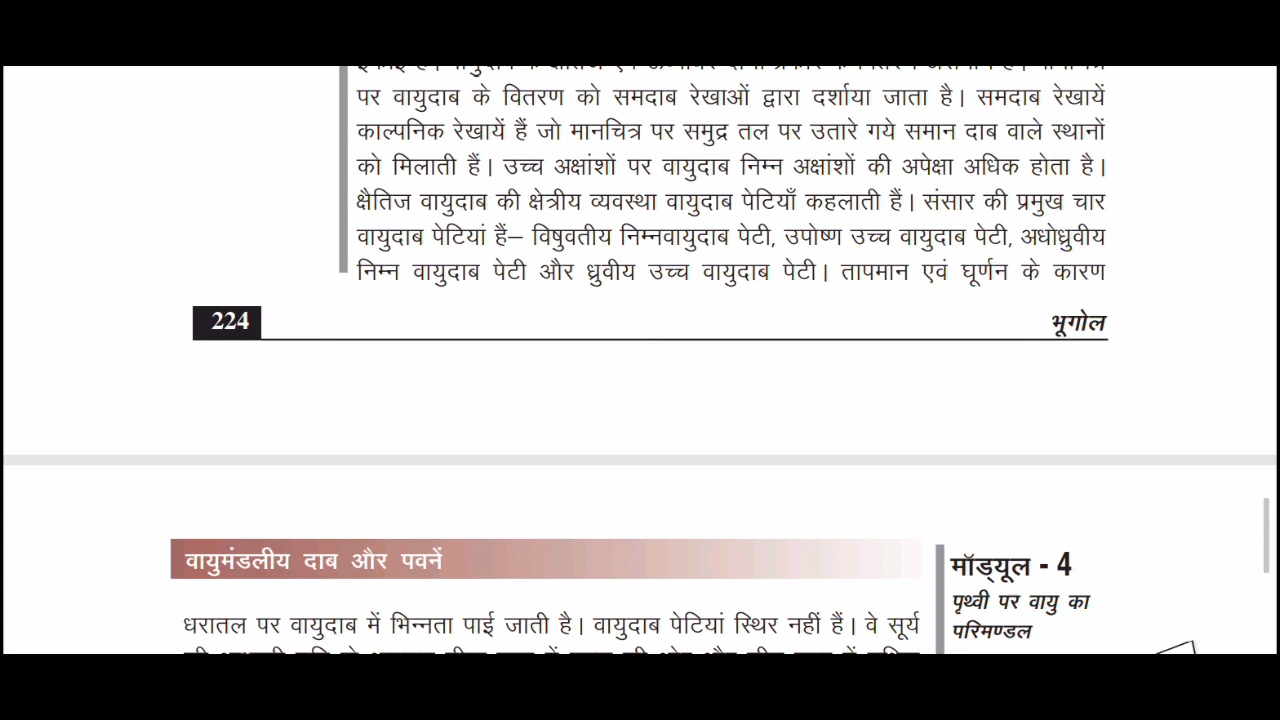 पर वायुदाब के वितरण को समदाब रेखाओं द्वारा दर्शाया जाता है। समदाब रेखायें
काल्पनिक रेखायें हैं जो मानचित्र पर समुद्र तल पर उतारे गये समान दाब वाले स्थानों
को मिलाती हैं। उच्च अक्षांशों पर वायुदाब निम्न अक्षांशों की अपेक्षा अधिक होता है।
क्षैतिज वायुदाब की क्षेत्रीय व्यवस्था वायुदाब पेटियाँ कहलाती हैं। संसार की प्रमुख चार
वायुदाब पेटियां हैं– विषुवतीय निम्नवायुदाब पेटी, उपोष्ण उच्च वायुदाब पेटी, अधोध्रुवीय
निम्न वायुदाब पेटी और ध्रुवीय उच्च वायुदाब पेटी। तापमान एवं घूर्णन के कारण
224 भूगोल
वायुमंडलीय दाब और पवनें
मॉड्यूल - 4
पृथ्वी पर वायु का
परिमण्डल
धरातल पर वायुदाब में भिन्नता पाई जाती है। वायुदाब पेटियां स्थिर नहीं हैं। वे सूर्य